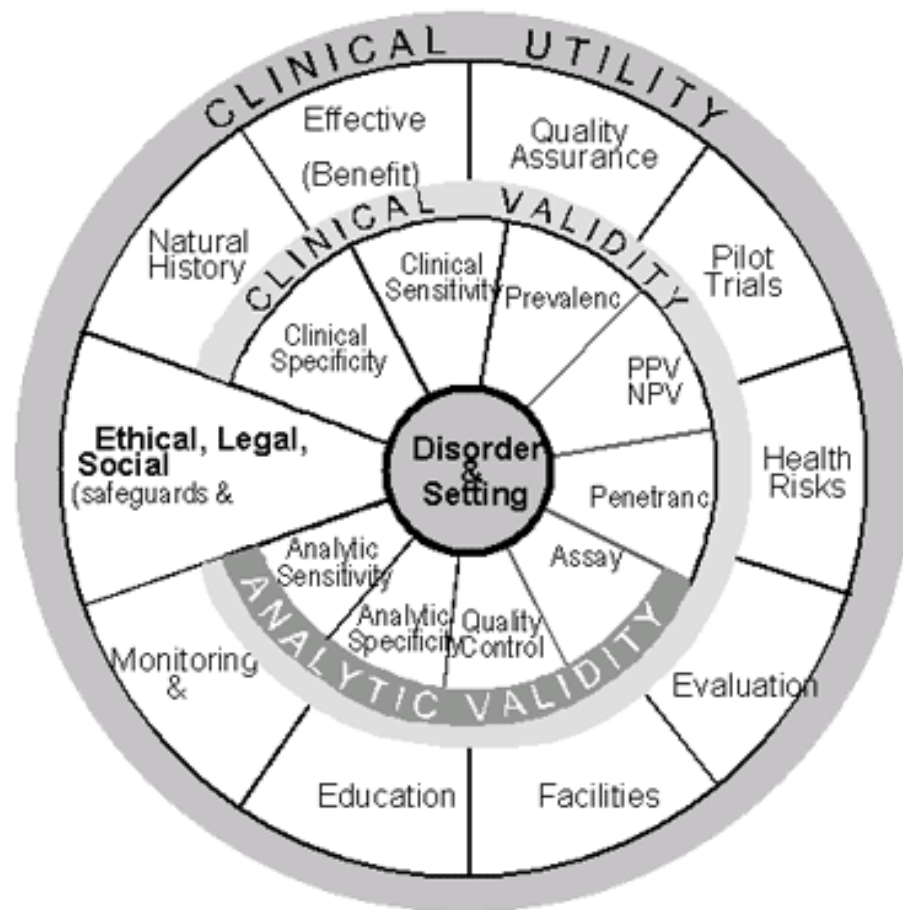 CLINICAL UTILITY
Effective
(Benefit)
Quality
Assurance
Natural
History
Pilot
Trials
CLINICAL VALIDITY
Clinical
Sensitivity
Prevalenc
Clinical
Specificity
PPV
NPV
Ethical, Legal,
Social
(safeguards &
Disorder
&
Setting
Health
Risks
Penetranc
Analytic
Sensitivity
Assay
Analytic
Specificity
Quality
Control
ANALYTIC VALIDITY
Monitoring
&
Evaluation
Education
Facilities